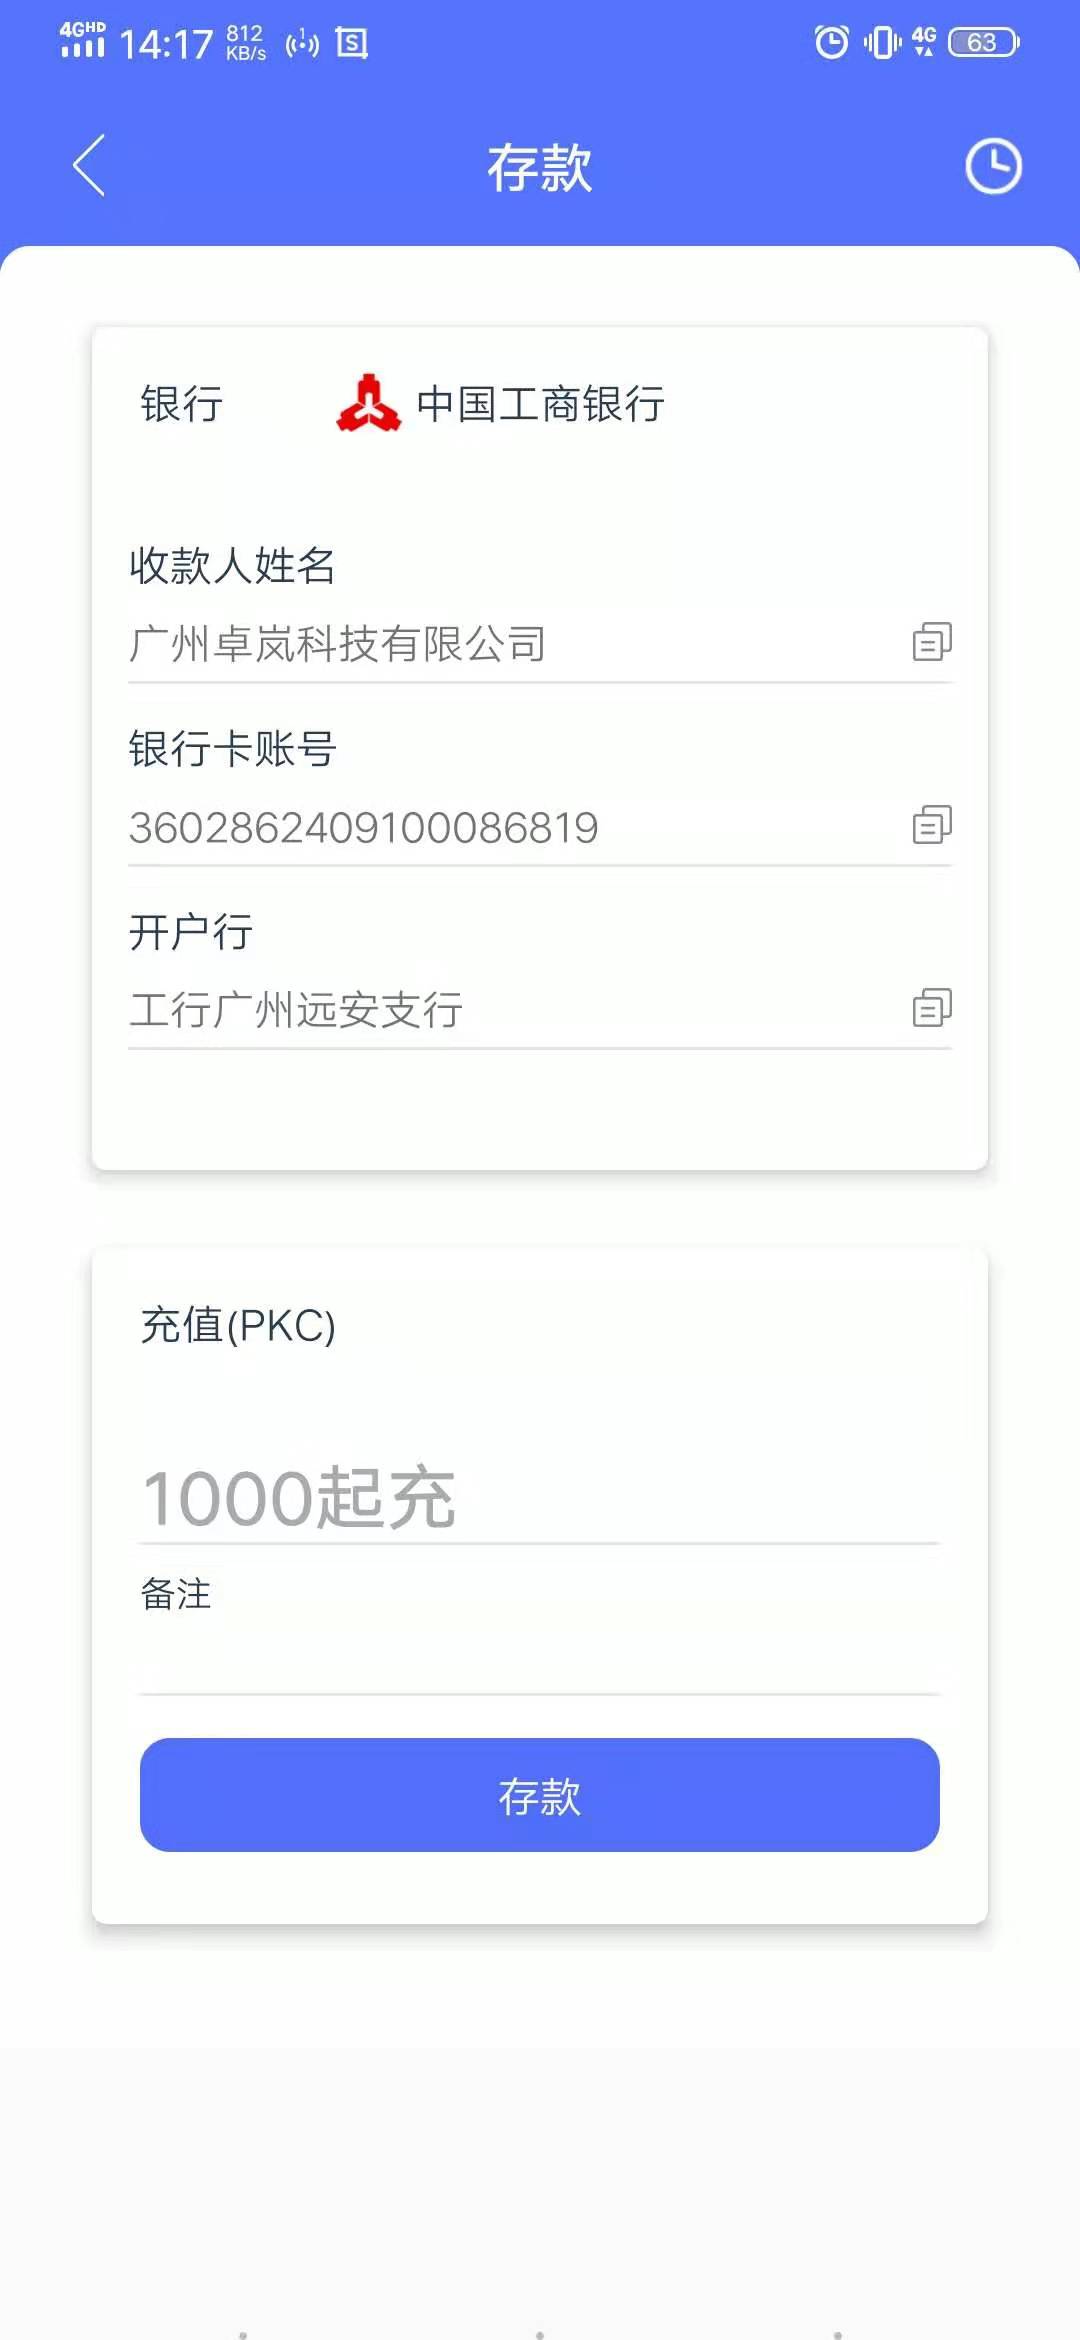 4GHD 14:17 812 KB/s 4G 63
存款
银行 中国工商银行
收款人姓名
广州卓岚科技有限公司
银行卡账号
3602862409100086819
开户行
工行广州远安支行
充值(PKC)
1000起充
备注
存款